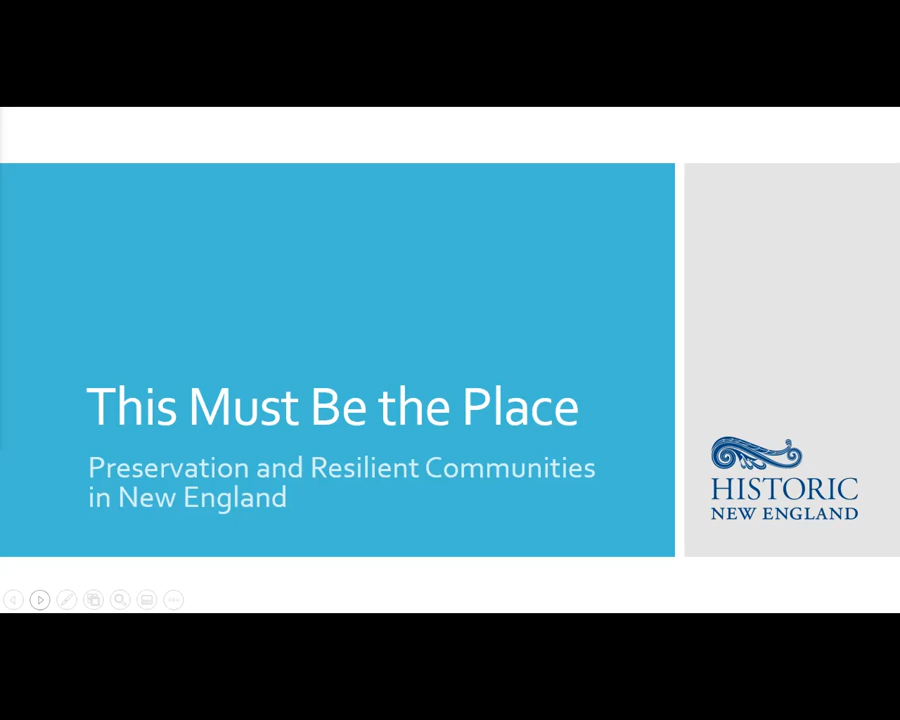 This Must Be the Place
Preservation and Resilient Communities
in New England
HISTORIC
NEW ENGLAND